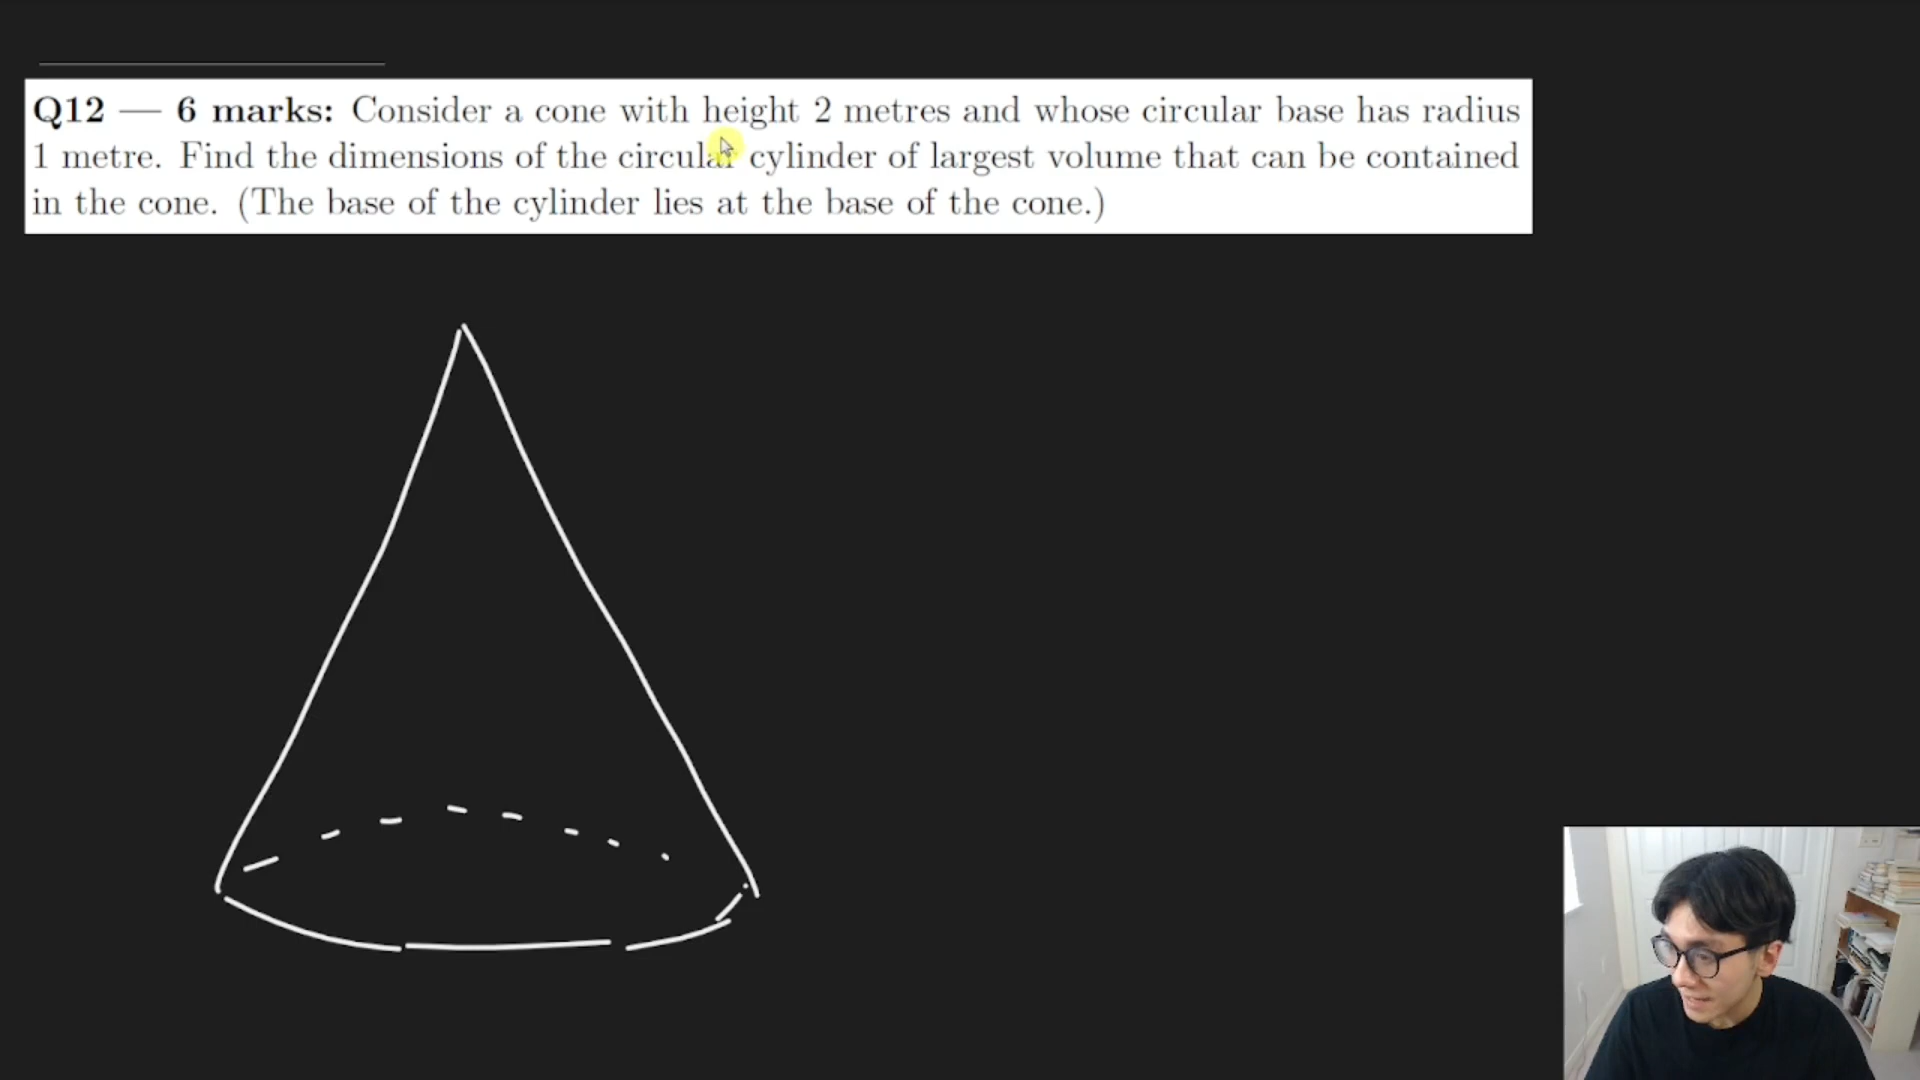 Q12 — 6 marks: Consider a cone with height 2 metres and whose circular base has radius
1 metre. Find the dimensions of the circular cylinder of largest volume that can be contained
in the cone. (The base of the cylinder lies at the base of the cone.)